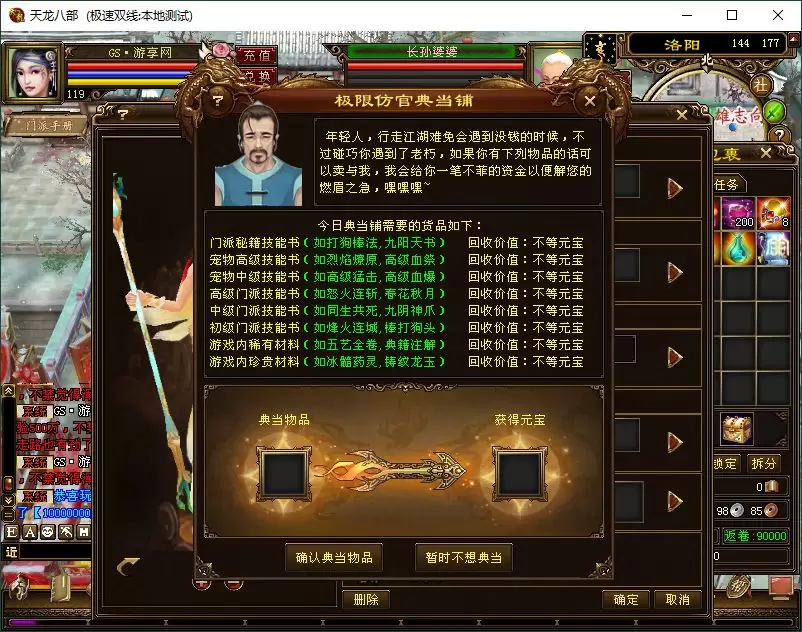 天龙八部 (极速双线:本地测试)
GS·游享网
充值
兑换
长孙婆婆
洛阳
144 177
北
119
门派手册
社
极限仿官典当铺
年轻人，行走江湖难免会遇到没钱的时候，不
过碰巧你遇到了老朽，如果你有下列物品的话可
以卖与我，我会给你一笔不菲的资金以便解您的
燃眉之急，嘿嘿嘿~
任务
200
8
今日典当铺需要的货品如下：
门派秘籍技能书(如打狗棒法,九阳天书) 回收价值：不等元宝
宠物高级技能书(如烈焰燎原,高级血祭) 回收价值：不等元宝
宠物中级技能书(如高级猛击,高级血爆) 回收价值：不等元宝
高级门派技能书(如怒火连斩,春花秋月) 回收价值：不等元宝
中级门派技能书(如同生共死,九阴神爪) 回收价值：不等元宝
初级门派技能书(如烽火连城,棒打狗头) 回收价值：不等元宝
游戏内稀有材料(如五艺全卷,典籍注解) 回收价值：不等元宝
游戏内珍贵材料(如冰髓药灵,铸纹龙玉) 回收价值：不等元宝
典当物品
获得元宝
GS·游
GS·游
恭喜玩
了【10000000
近
锁定
拆分
0
98 85
返卷:90000
0
确认典当物品
暂时不想典当
删除
确定
取消